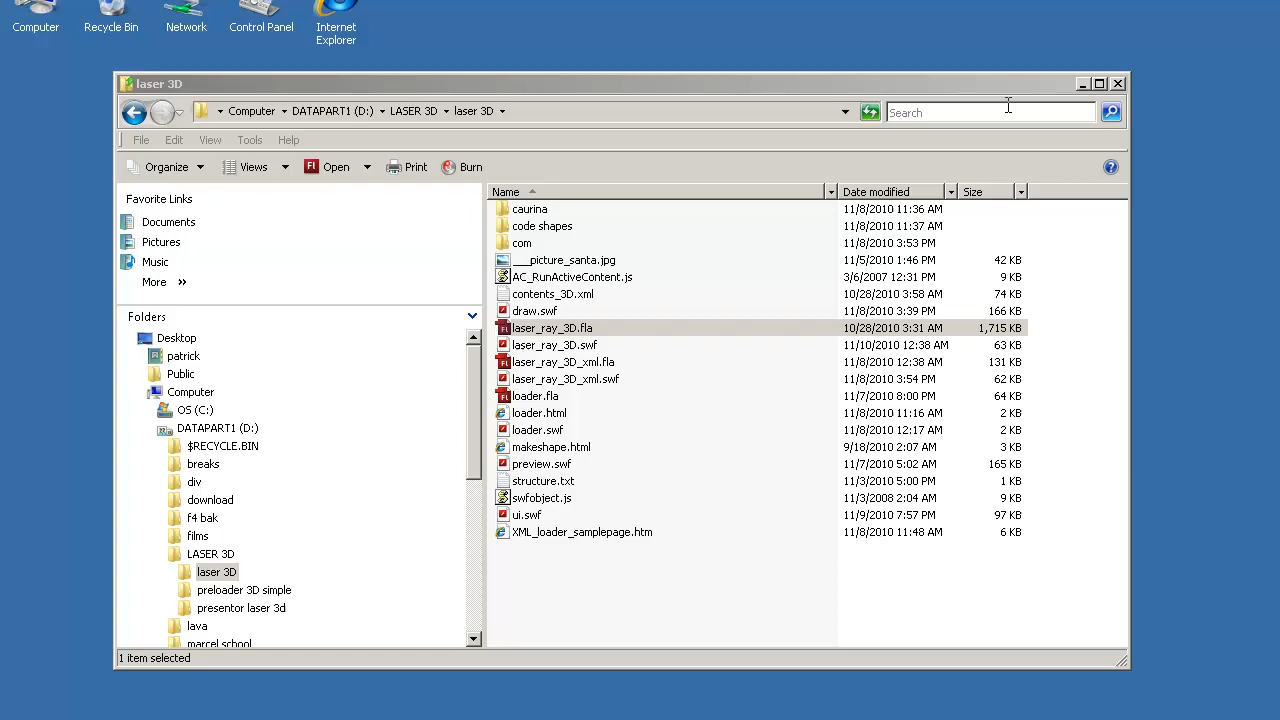 Computer Recycle Bin Network Control Panel Internet Explorer
laser 3D
Computer DATAPART1 (D:) LASER 3D laser 3D Search
File Edit View Tools Help
Organize Views Fl Open Print Burn
Favorite Links
Documents
Pictures
Music
More »
Folders
Desktop
patrick
Public
Computer
OS (C:)
DATAPART1 (D:)
$RECYCLE.BIN
breaks
div
download
f4 bak
films
LASER 3D
laser 3D
preloader 3D simple
presentor laser 3d
lava
marcel school
Name Date modified Size
caurina 11/8/2010 11:36 AM
code shapes 11/8/2010 11:37 AM
com 11/8/2010 3:53 PM
___picture_santa.jpg 11/5/2010 1:46 PM 42 KB
AC_RunActiveContent.js 3/6/2007 12:31 PM 9 KB
contents_3D.xml 10/28/2010 3:58 AM 74 KB
draw.swf 11/8/2010 3:39 PM 166 KB
laser_ray_3D.fla 10/28/2010 3:31 AM 1,715 KB
laser_ray_3D.swf 11/10/2010 12:38 AM 63 KB
laser_ray_3D_xml.fla 11/8/2010 12:38 AM 131 KB
laser_ray_3D_xml.swf 11/8/2010 3:54 PM 62 KB
loader.fla 11/7/2010 8:00 PM 64 KB
loader.html 11/8/2010 11:16 AM 2 KB
loader.swf 11/8/2010 12:17 AM 2 KB
makeshape.html 9/18/2010 2:07 AM 3 KB
preview.swf 11/7/2010 5:02 AM 165 KB
structure.txt 11/3/2010 5:00 PM 1 KB
swfobject.js 11/3/2008 2:04 AM 9 KB
ui.swf 11/9/2010 7:57 PM 97 KB
XML_loader_samplepage.htm 11/8/2010 11:48 AM 6 KB
1 item selected